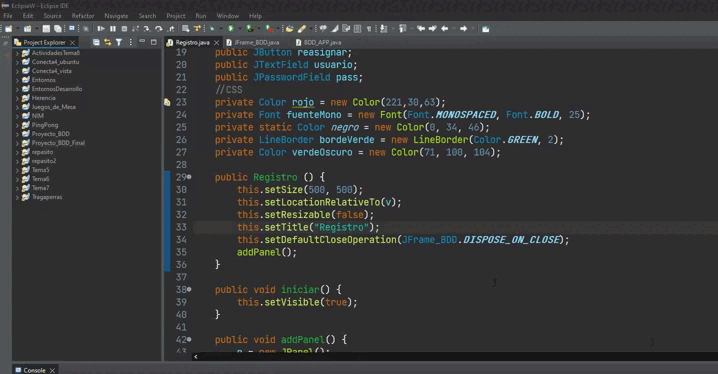 EclipseW - Eclipse IDE
File Edit Source Refactor Navigate Search Project Run Window Help
Project Explorer
ActividadesTema8
Conecta4_ubuntu
Conecta4_vista
Entornos
EntornosDesarrollo
Herencia
Juegos_de_Mesa
NIM
PingPong
Proyecto_BDD
Proyecto_BDD_Final
repasito
repasito2
Tema5
Tema6
Tema7
Tragaperras
Registro.java JFrame_BDD.java BDD_APP.java
19 public JButton reasignar;
20 public JTextField usuario;
21 public JPasswordField pass;
22 //CSS
23 private Color rojo = new Color(221,30,63);
24 private Font fuenteMono = new Font(Font.MONOSPACED, Font.BOLD, 25);
25 private static Color negro = new Color(0, 34, 46);
26 private LineBorder bordeVerde = new LineBorder(Color.GREEN, 2);
27 private Color verdeOscuro = new Color(71, 100, 104);
28
29 public Registro () {
30 this.setSize(500, 500);
31 this.setLocationRelativeTo(v);
32 this.setResizable(false);
33 this.setTitle("Registro");
34 this.setDefaultCloseOperation(JFrame_BDD.DISPOSE_ON_CLOSE);
35 addPanel();
36 }
37
38 public void iniciar() {
39 this.setVisible(true);
40 }
41
42 public void addPanel() {
43 p = new JPanel();
Console